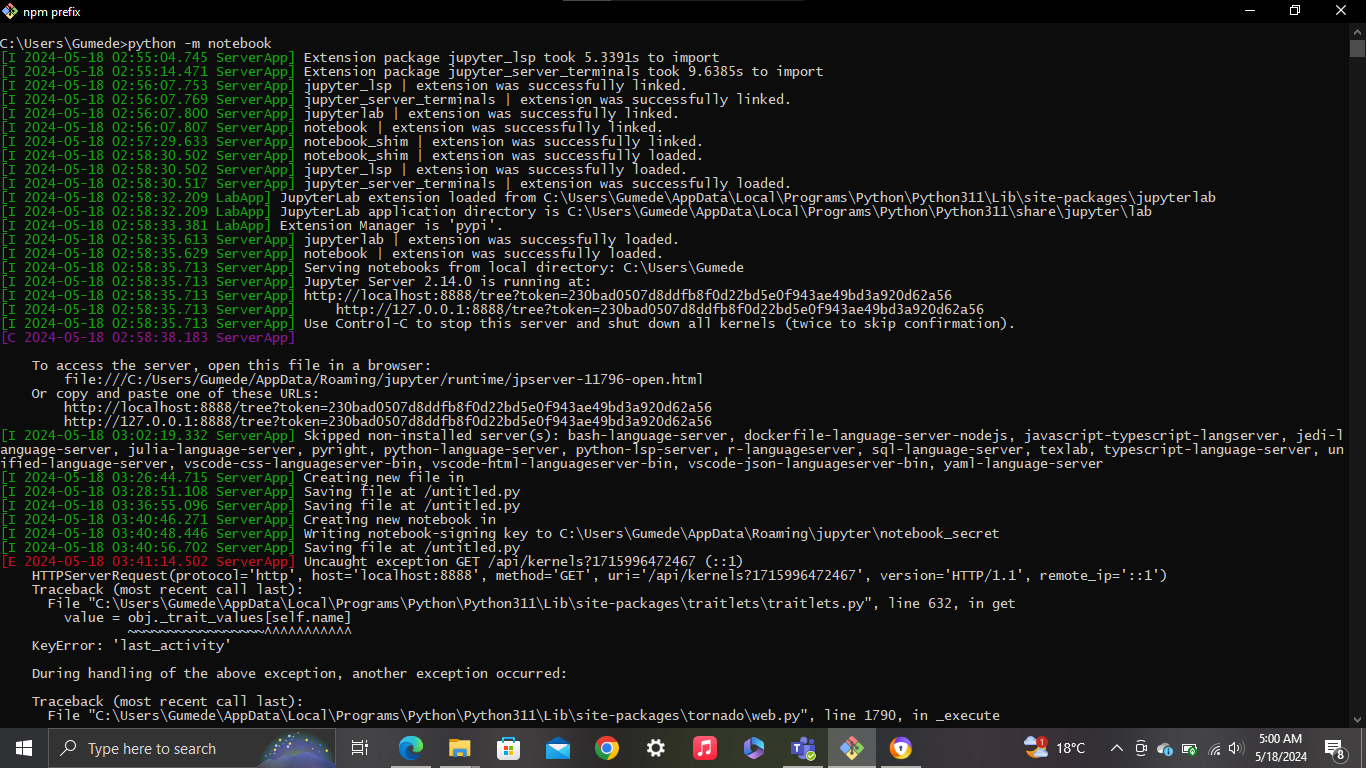 npm prefix
C:\Users\Gumede>python -m notebook
[I 2024-05-18 02:55:04.745 ServerApp] Extension package jupyter_lsp took 5.3391s to import
[I 2024-05-18 02:55:14.471 ServerApp] Extension package jupyter_server_terminals took 9.6385s to import
[I 2024-05-18 02:56:07.753 ServerApp] jupyter_lsp | extension was successfully linked.
[I 2024-05-18 02:56:07.769 ServerApp] jupyter_server_terminals | extension was successfully linked.
[I 2024-05-18 02:56:07.800 ServerApp] jupyterlab | extension was successfully linked.
[I 2024-05-18 02:56:07.807 ServerApp] notebook | extension was successfully linked.
[I 2024-05-18 02:57:29.633 ServerApp] notebook_shim | extension was successfully linked.
[I 2024-05-18 02:58:30.502 ServerApp] notebook_shim | extension was successfully loaded.
[I 2024-05-18 02:58:30.502 ServerApp] jupyter_lsp | extension was successfully loaded.
[I 2024-05-18 02:58:30.517 ServerApp] jupyter_server_terminals | extension was successfully loaded.
[I 2024-05-18 02:58:32.209 LabApp] JupyterLab extension loaded from C:\Users\Gumede\AppData\Local\Programs\Python\Python311\Lib\site-packages\jupyterlab
[I 2024-05-18 02:58:32.209 LabApp] JupyterLab application directory is C:\Users\Gumede\AppData\Local\Programs\Python\Python311\share\jupyter\lab
[I 2024-05-18 02:58:33.381 LabApp] Extension Manager is 'pypi'.
[I 2024-05-18 02:58:35.613 ServerApp] jupyterlab | extension was successfully loaded.
[I 2024-05-18 02:58:35.629 ServerApp] notebook | extension was successfully loaded.
[I 2024-05-18 02:58:35.713 ServerApp] Serving notebooks from local directory: C:\Users\Gumede
[I 2024-05-18 02:58:35.713 ServerApp] Jupyter Server 2.14.0 is running at:
[I 2024-05-18 02:58:35.713 ServerApp] http://localhost:8888/tree?token=230bad0507d8ddfb8f0d22bd5e0f943ae49bd3a920d62a56
[I 2024-05-18 02:58:35.713 ServerApp]     http://127.0.0.1:8888/tree?token=230bad0507d8ddfb8f0d22bd5e0f943ae49bd3a920d62a56
[I 2024-05-18 02:58:35.713 ServerApp] Use Control-C to stop this server and shut down all kernels (twice to skip confirmation).
[C 2024-05-18 02:58:38.183 ServerApp]
To access the server, open this file in a browser:
file:///C:/Users/Gumede/AppData/Roaming/jupyter/runtime/jpserver-11796-open.html
Or copy and paste one of these URLs:
http://localhost:8888/tree?token=230bad0507d8ddfb8f0d22bd5e0f943ae49bd3a920d62a56
http://127.0.0.1:8888/tree?token=230bad0507d8ddfb8f0d22bd5e0f943ae49bd3a920d62a56
[I 2024-05-18 03:02:19.332 ServerApp] Skipped non-installed server(s): bash-language-server, dockerfile-language-server-nodejs, javascript-typescript-langserver, jedi-l
anguage-server, julia-language-server, pyright, python-language-server, python-lsp-server, r-languageserver, sql-language-server, texlab, typescript-language-server, un
ified-language-server, vscode-css-languageserver-bin, vscode-html-languageserver-bin, vscode-json-languageserver-bin, yaml-language-server
[I 2024-05-18 03:26:44.715 ServerApp] Creating new file in
[I 2024-05-18 03:28:51.108 ServerApp] Saving file at /untitled.py
[I 2024-05-18 03:36:55.096 ServerApp] Saving file at /untitled.py
[I 2024-05-18 03:40:46.271 ServerApp] Creating new notebook in
[I 2024-05-18 03:40:48.446 ServerApp] Writing notebook-signing key to C:\Users\Gumede\AppData\Roaming\jupyter\notebook_secret
[I 2024-05-18 03:40:56.702 ServerApp] Saving file at /untitled.py
[E 2024-05-18 03:41:14.502 ServerApp] Uncaught exception GET /api/kernels?1715996472467 (::1)
HTTPServerRequest(protocol='http', host='localhost:8888', method='GET', uri='/api/kernels?1715996472467', version='HTTP/1.1', remote_ip='::1')
Traceback (most recent call last):
File "C:\Users\Gumede\AppData\Local\Programs\Python\Python311\Lib\site-packages\traitlets\traitlets.py", line 632, in get
value = obj._trait_values[self.name]
~~~~~~~~~~~~~~~~~^^^^^^^^^^^
KeyError: 'last_activity'
During handling of the above exception, another exception occurred:
Traceback (most recent call last):
File "C:\Users\Gumede\AppData\Local\Programs\Python\Python311\Lib\site-packages\tornado\web.py", line 1790, in _execute
Type here to search
1
18°C
5:00 AM
5/18/2024
8